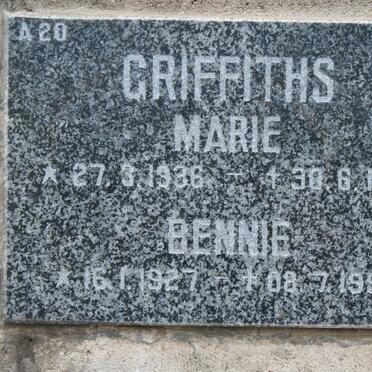 A20
GRIFFITHS
MARIE
* 27.3.1936 - † 30.6.1
BENNIE
* 16.1.1927 - † 08.7.19